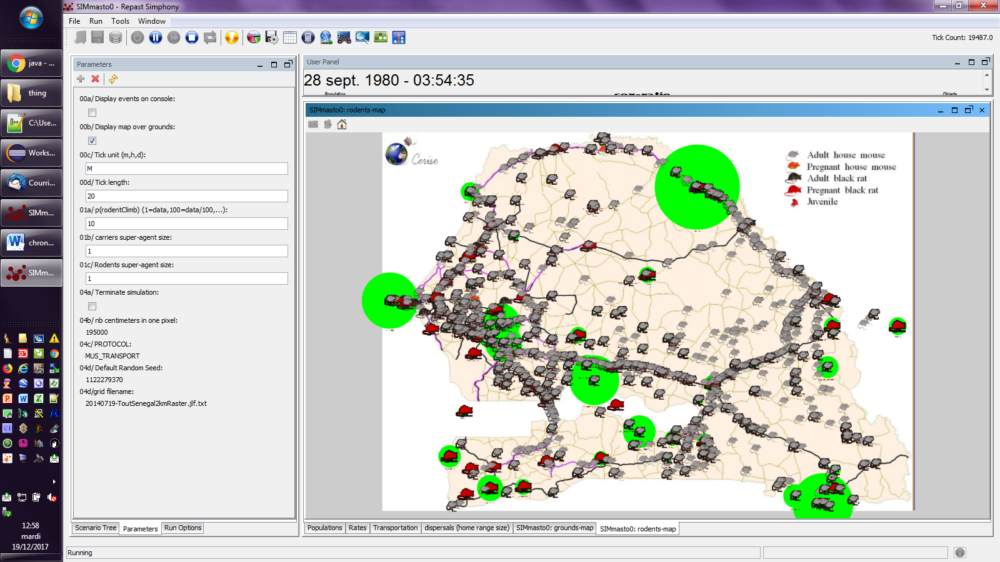 SIMmasto0 - Repast Simphony
File Run Tools Window
Tick Count: 19487.0
java - ...
thing
C:\Use...
Works...
Courri...
SIMm...
chron...
SIMm...
12:58
mardi
19/12/2017
Parameters
00a/ Display events on console:
00b/ Display map over grounds:
00c/ Tick unit (m,h,d):
M
00d/ Tick length:
20
01a/ p(rodentClimb) (1=data,100=data/100,...):
10
01b/ carriers super-agent size:
1
01c/ Rodents super-agent size:
1
04a/ Terminate simulation:
04b/ nb centimeters in one pixel:
195000
04c/ PROTOCOL:
MUS_TRANSPORT
04d/ Default Random Seed:
1122279370
04d/grid filename:
20140719-ToutSenegal2kmRaster.jlf.txt
Scenario Tree Parameters Run Options
User Panel
28 sept. 1980 - 03:54:35
Population sex-ratio Objects
SIMmasto0: rodents-map
Cerise
Adult house mouse
Pregnant house mouse
Adult black rat
Pregnant black rat
Juvenile
Populations Rates Transportation dispersals (home range size) SIMmasto0: grounds-map SIMmasto0: rodents-map
Running